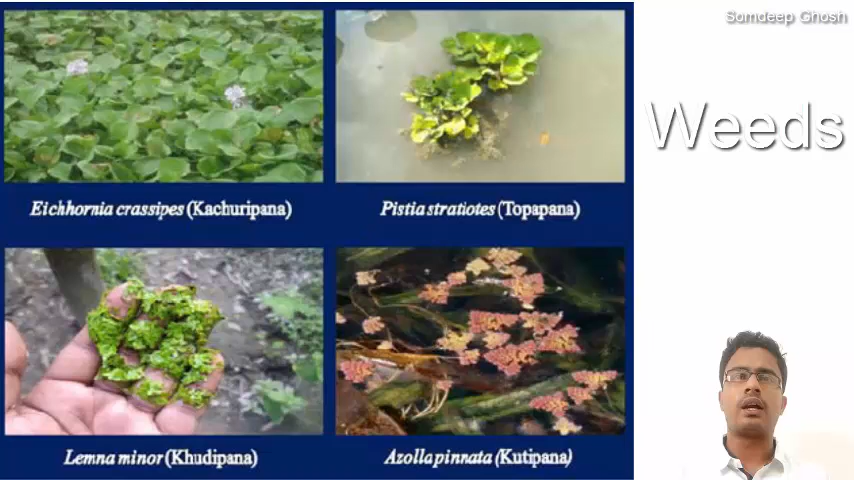 Somdeep Ghosh
Weeds
Eichhornia crassipes (Kachuripana)
Pistia stratiotes (Topapana)
Lemna minor (Khudipana)
Azolla pinnata (Kutipana)